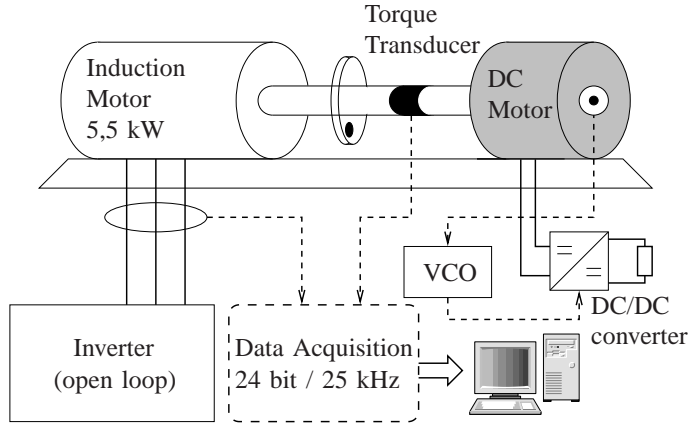 Torque
Transducer
Induction
Motor
5,5 kW
DC
Motor
VCO
DC/DC
converter
Inverter
(open loop)
Data Acquisition
24 bit / 25 kHz